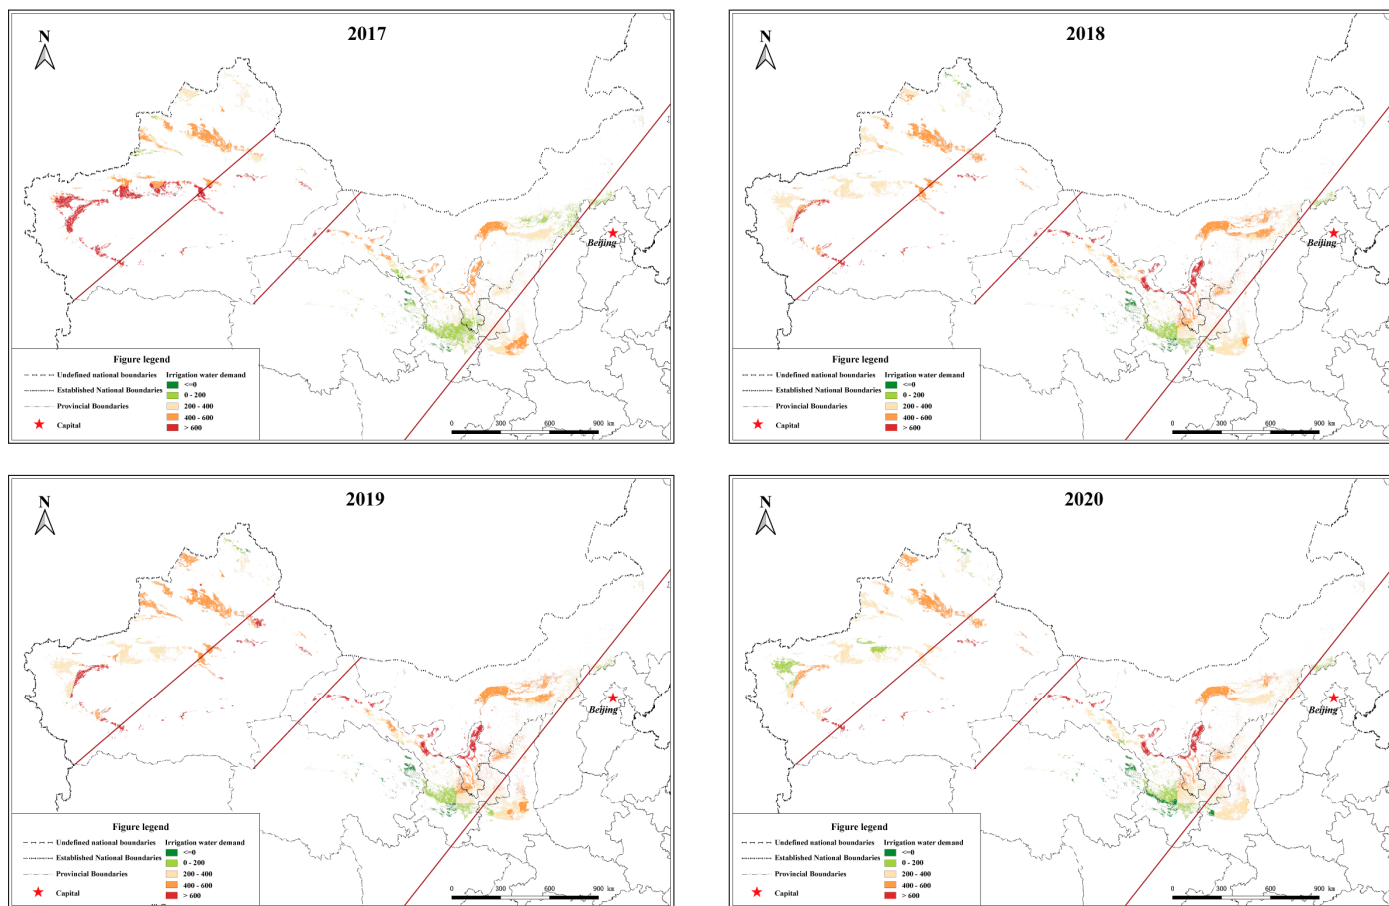 2017
N
Beijing
Figure legend
Undefined national boundaries Irrigation water demand
<=0
Established National Boundaries
0 - 200
Provincial Boundaries
200 - 400
400 - 600
Capital
> 600
0 300 600 900 km
2018
N
Beijing
Figure legend
Undefined national boundaries Irrigation water demand
<=0
Established National Boundaries
0 - 200
Provincial Boundaries
200 - 400
400 - 600
Capital
> 600
0 300 600 900 km
2019
N
Beijing
Figure legend
Undefined national boundaries Irrigation water demand
<=0
Established National Boundaries
0 - 200
Provincial Boundaries
200 - 400
400 - 600
Capital
> 600
0 300 600 900 km
2020
N
Beijing
Figure legend
Undefined national boundaries Irrigation water demand
<=0
Established National Boundaries
0 - 200
Provincial Boundaries
200 - 400
400 - 600
Capital
> 600
0 300 600 900 km